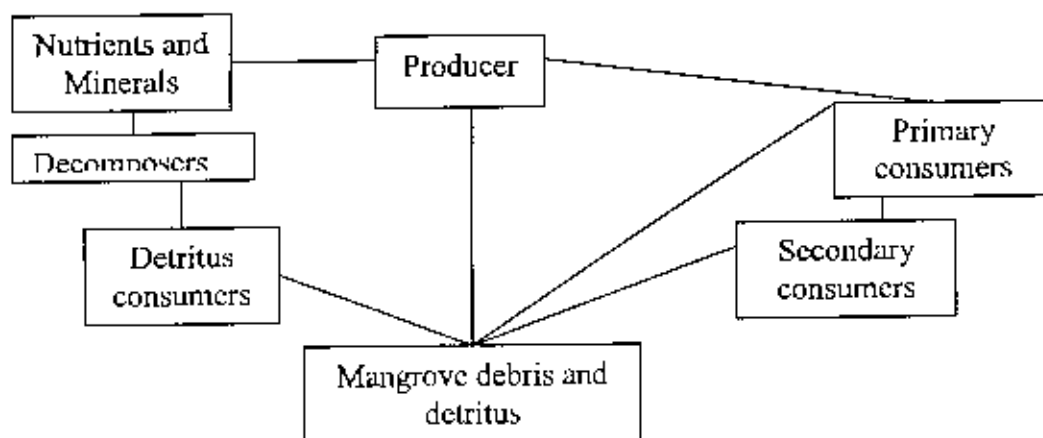 Nutrients and
Minerals
Producer
Primary
consumers
Decomposers
Detritus
consumers
Secondary
consumers
Mangrove debris and
detritus